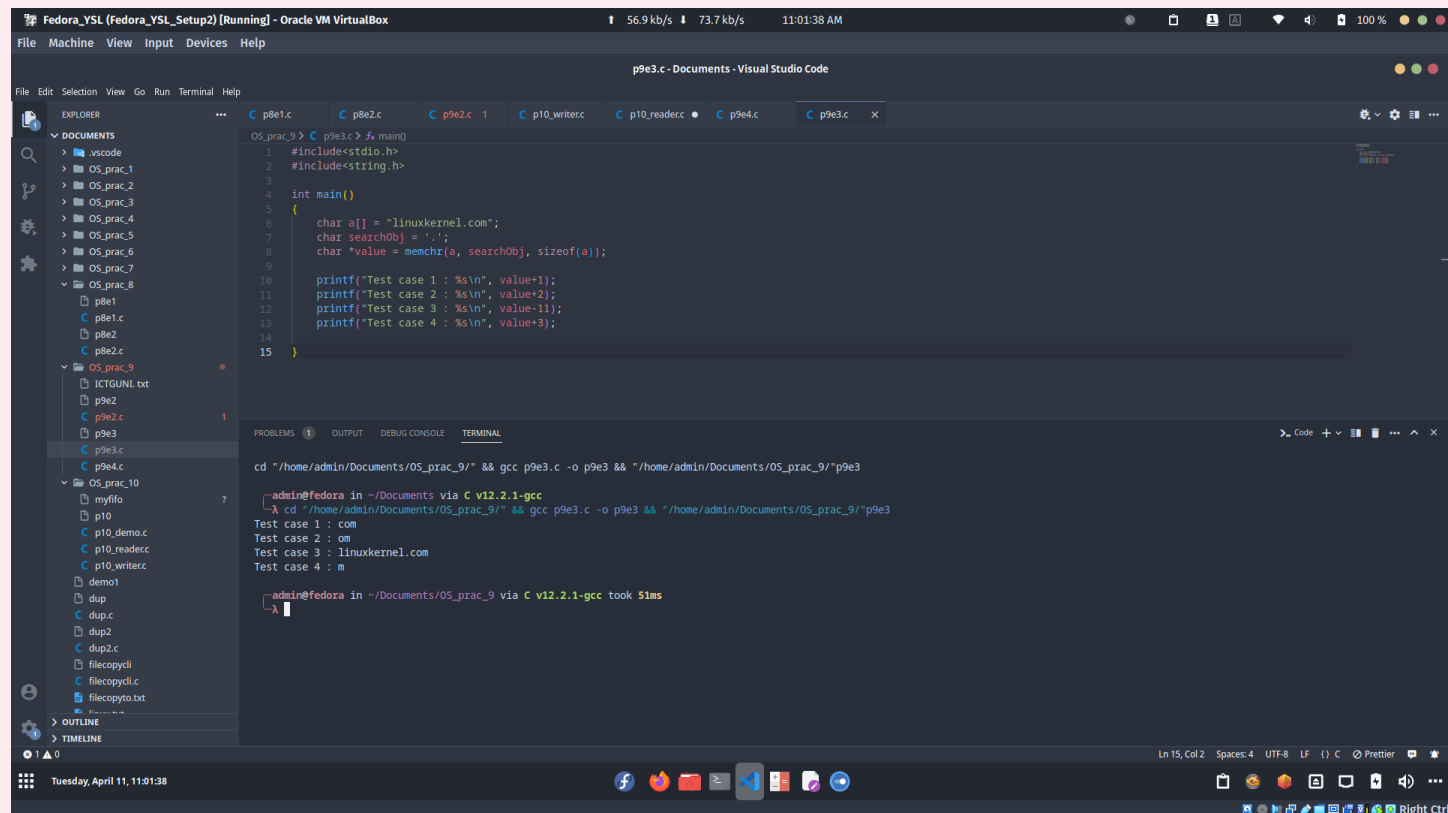 Fedora_YSL (Fedora_YSL_Setup2) [Running] - Oracle VM VirtualBox
56.9 kb/s 73.7 kb/s 11:01:38 AM
1 A 100 %
File Machine View Input Devices Help
p9e3.c - Documents - Visual Studio Code
File Edit Selection View Go Run Terminal Help
EXPLORER
DOCUMENTS
.vscode
OS_prac_1
OS_prac_2
OS_prac_3
OS_prac_4
OS_prac_5
OS_prac_6
OS_prac_7
OS_prac_8
p8e1
C p8e1.c
p8e2
C p8e2.c
OS_prac_9
ICTGUNI. txt
p9e2
C p9e2.c 1
p9e3
C p9e3.c
C p9e4.c
OS_prac_10
myfifo ?
p10
C p10_demo.c
C p10_reader.c
C p10_writer.c
demo1
dup
C dup.c
dup2
C dup2.c
filecopycli
C filecopycli.c
filecopyto.txt
OUTLINE
TIMELINE
C p8e1.c C p8e2.c C p9e2.c 1 C p10_writer.c C p10_reader.c C p9e4.c C p9e3.c
OS_prac_9 > C p9e3.c > main()
1 #include<stdio.h>
2 #include<string.h>
3
4 int main()
5 {
6 char a[] = "linuxkernel.com";
7 char searchObj = '.';
8 char *value = memchr(a, searchObj, sizeof(a));
9
10 printf("Test case 1 : %s\n", value+1);
11 printf("Test case 2 : %s\n", value+2);
12 printf("Test case 3 : %s\n", value-11);
13 printf("Test case 4 : %s\n", value+3);
14
15 }
PROBLEMS 1 OUTPUT DEBUG CONSOLE TERMINAL
Code
cd "/home/admin/Documents/OS_prac_9/" && gcc p9e3.c -o p9e3 && "/home/admin/Documents/OS_prac_9/"p9e3
admin@fedora in ~/Documents via C v12.2.1-gcc
λ cd "/home/admin/Documents/OS_prac_9/" && gcc p9e3.c -o p9e3 && "/home/admin/Documents/OS_prac_9/"p9e3
Test case 1 : com
Test case 2 : om
Test case 3 : linuxkernel.com
Test case 4 : m
admin@fedora in ~/Documents/OS_prac_9 via C v12.2.1-gcc took 51ms
λ
1 0
Ln 15, Col 2 Spaces: 4 UTF-8 LF {} C Prettier
Tuesday, April 11, 11:01:38
Right Ctrl